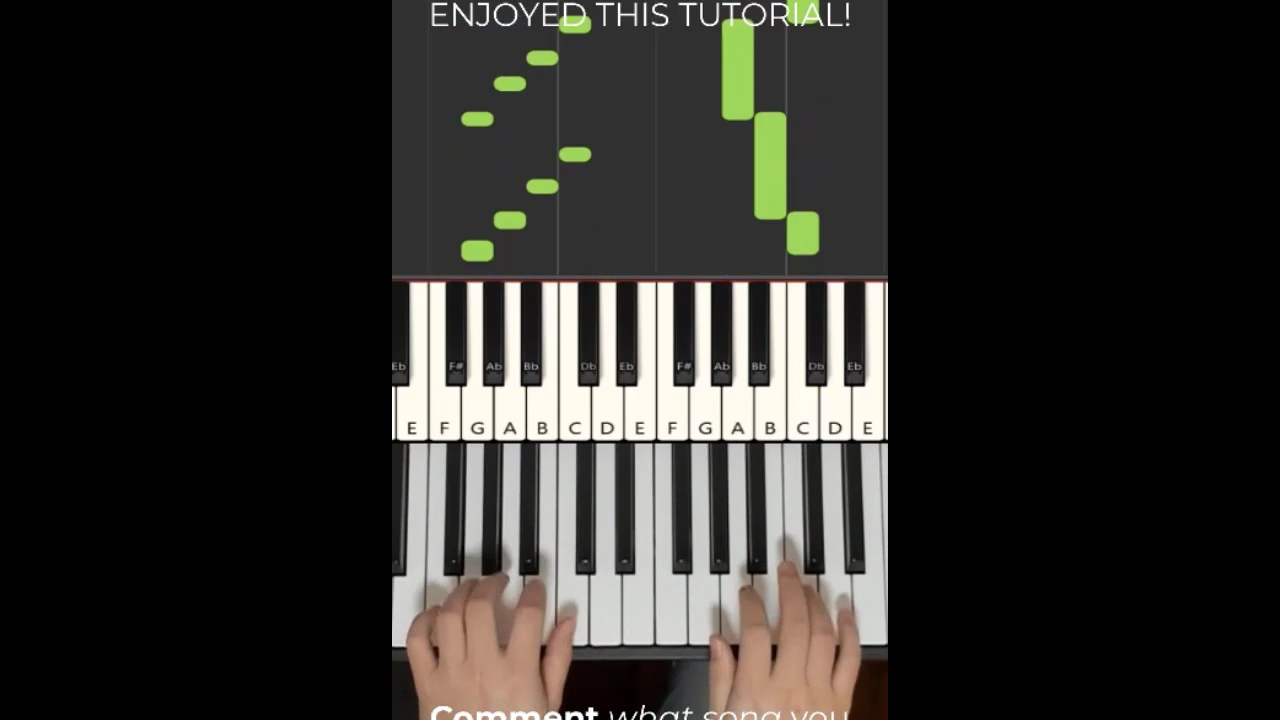 ENJOYED THIS TUTORIAL!
Eb F# Ab Bb Db Eb F# Ab Bb Db Eb
E F G A B C D E F G A B C D E
Comment what song you